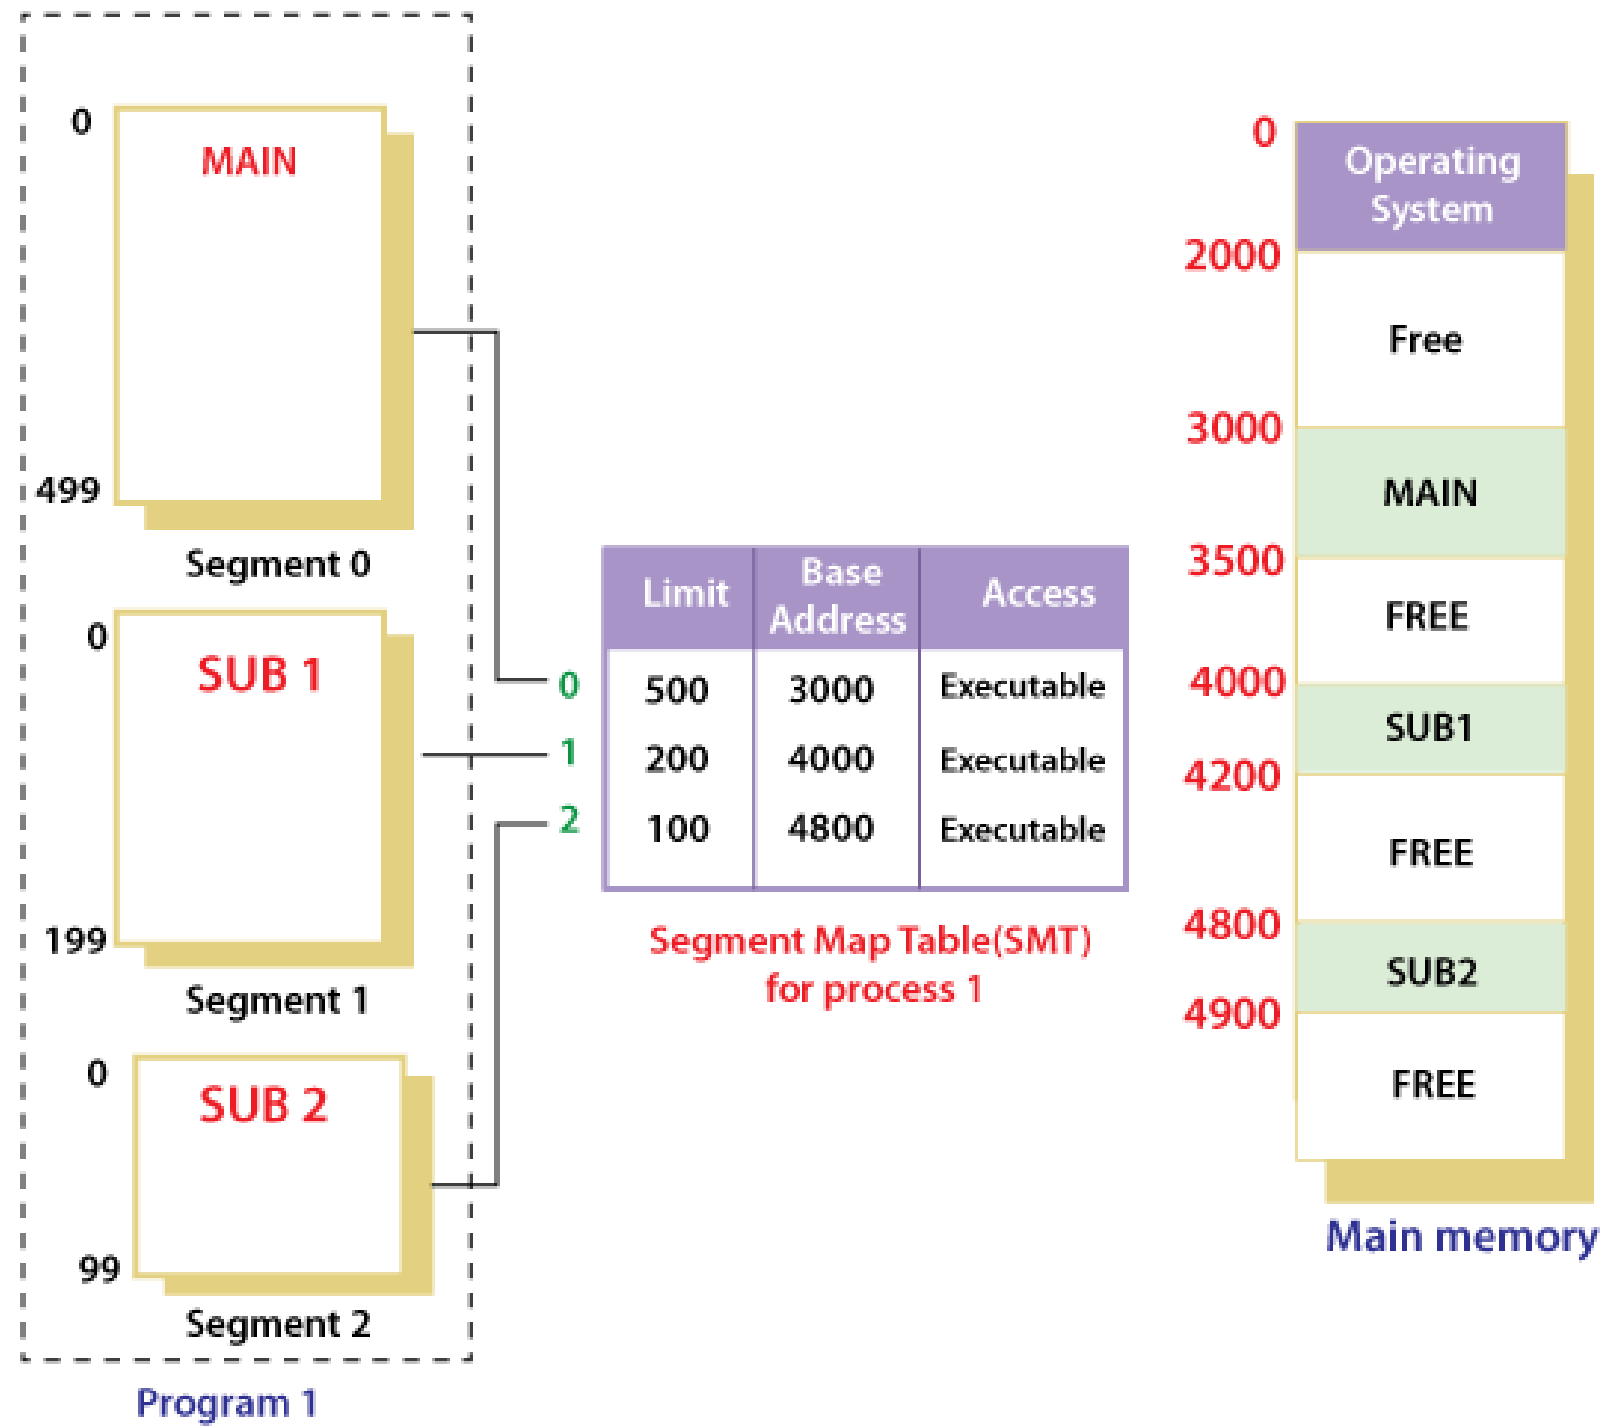 0
MAIN
499
Segment 0
0
SUB 1
199
Segment 1
0
SUB 2
99
Segment 2
Program 1
Limit Base Address Access
0 500 3000 Executable
1 200 4000 Executable
2 100 4800 Executable
Segment Map Table(SMT)
for process 1
0
Operating
System
2000
Free
3000
MAIN
3500
FREE
4000
SUB1
4200
FREE
4800
SUB2
4900
FREE
Main memory